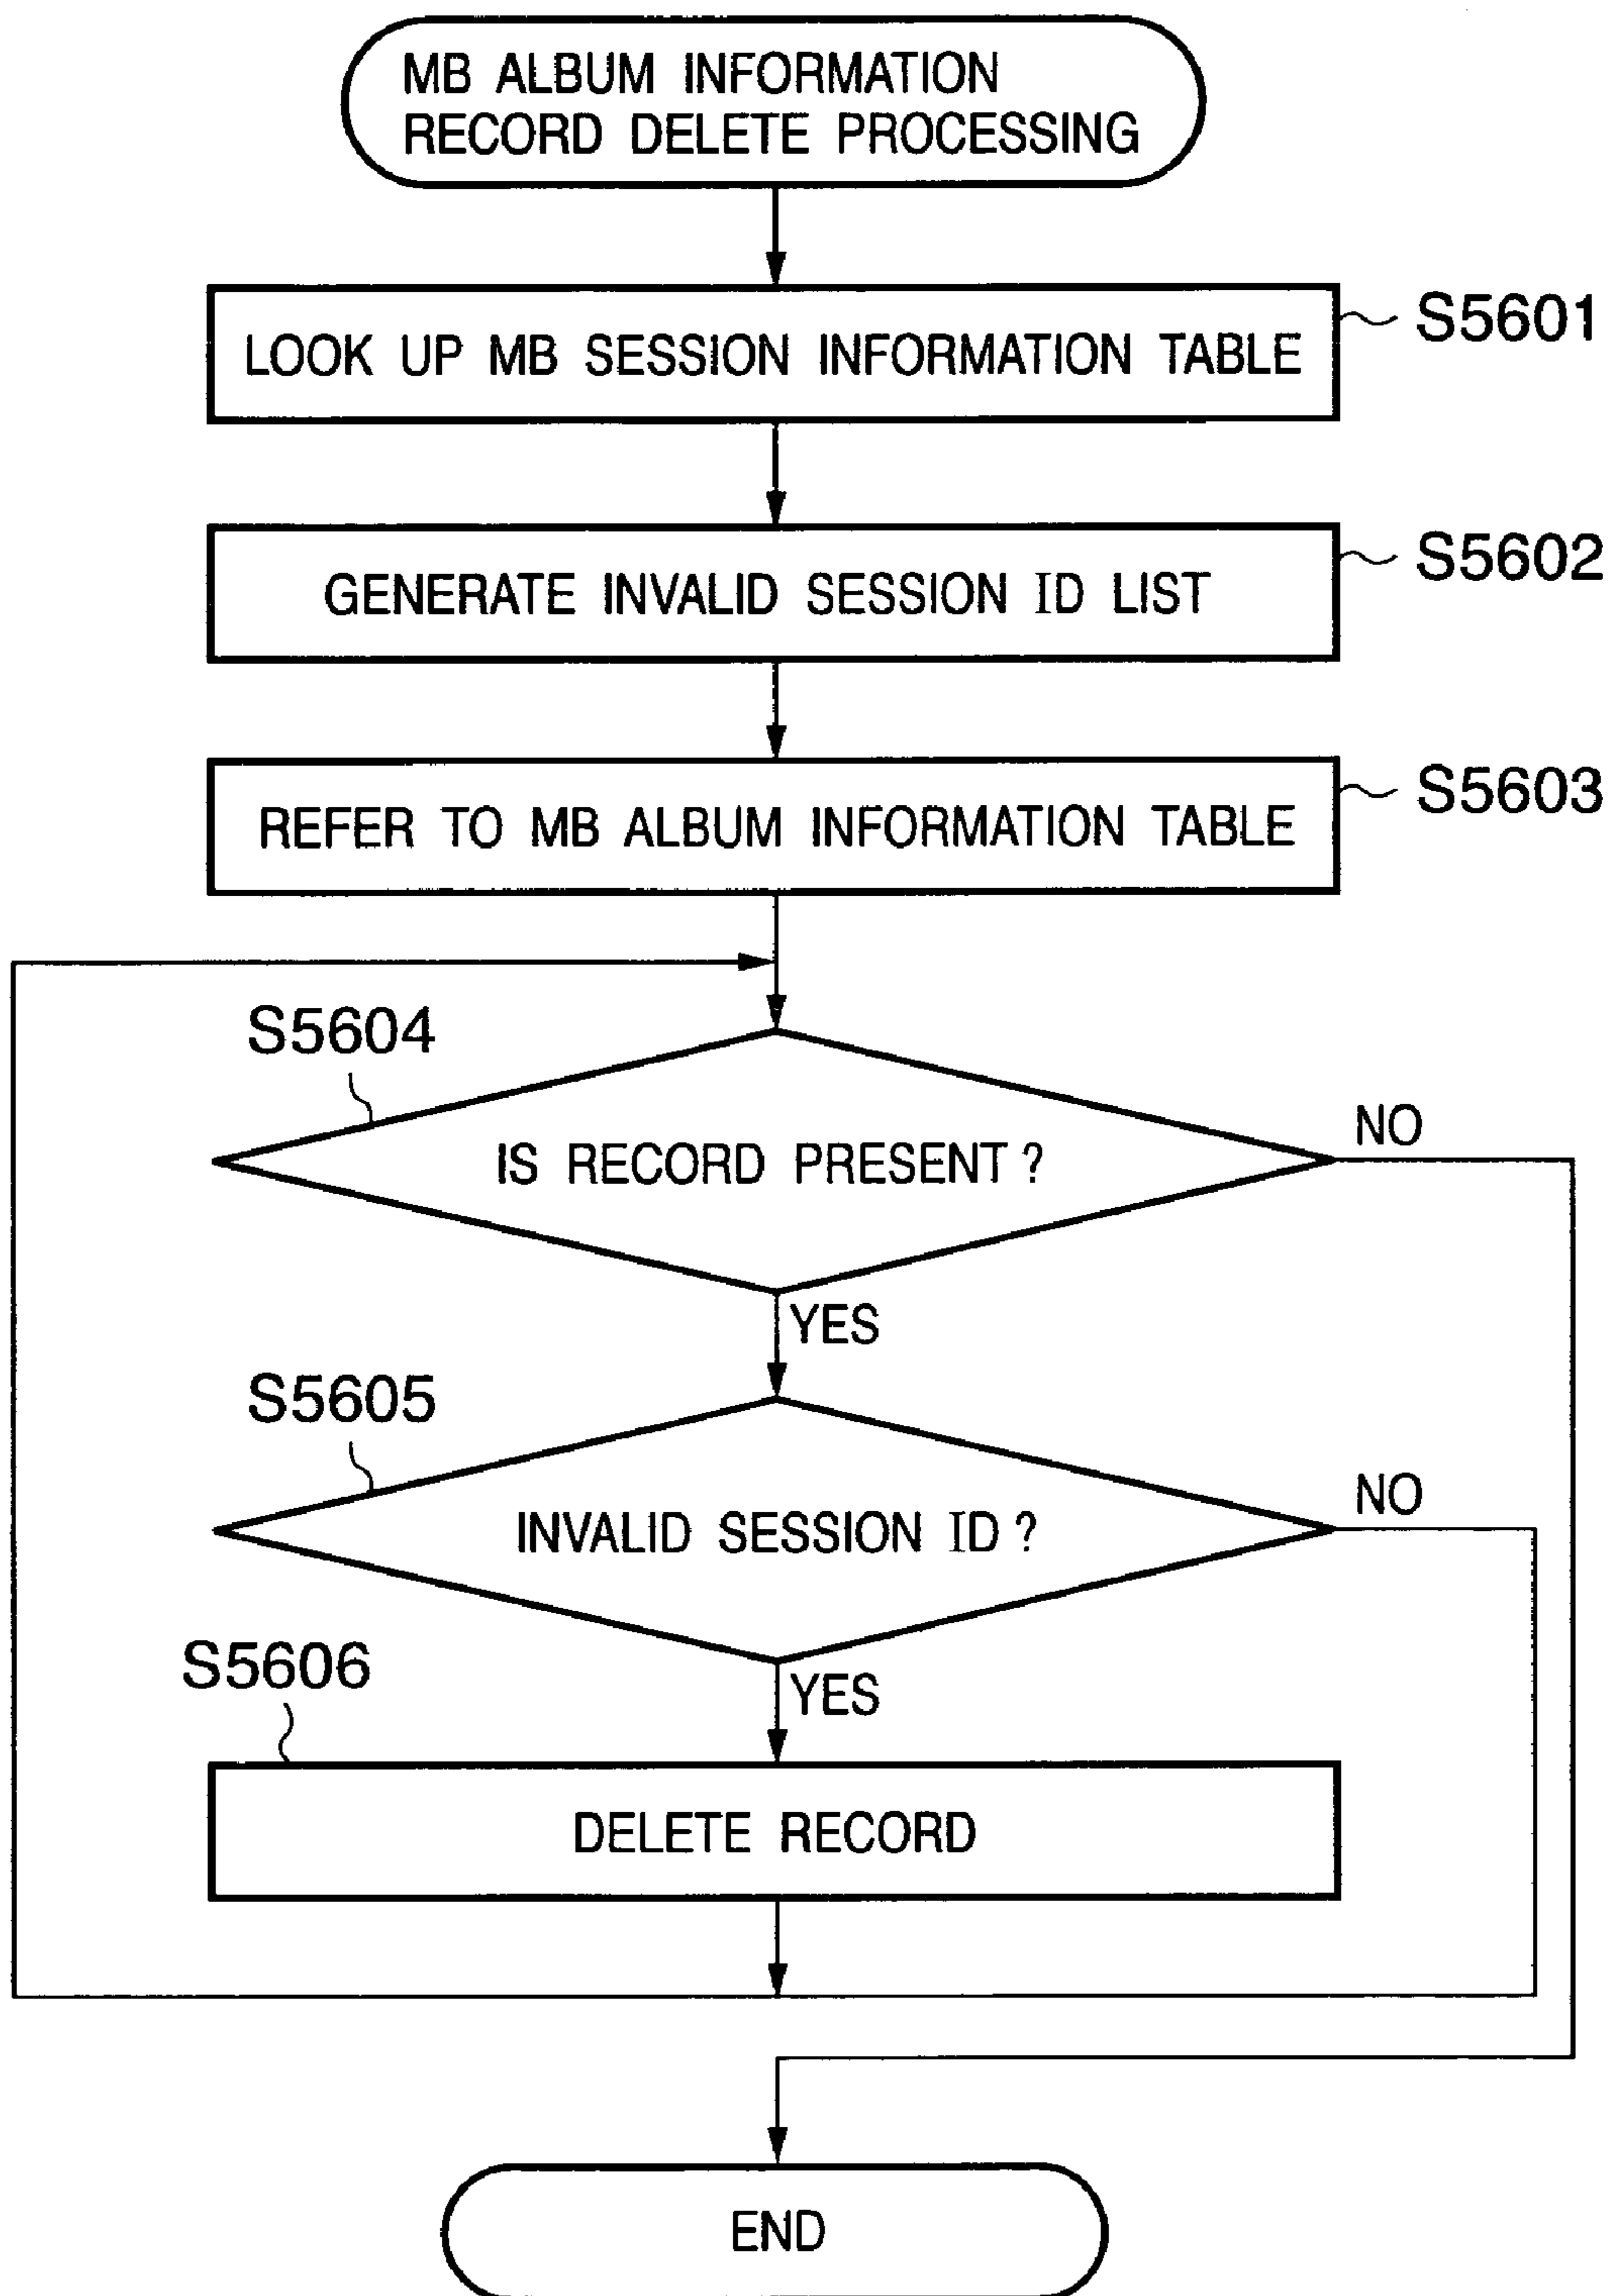 MB ALBUM INFORMATION
RECORD DELETE PROCESSING
LOOK UP MB SESSION INFORMATION TABLE
S5601
GENERATE INVALID SESSION ID LIST
S5602
REFER TO MB ALBUM INFORMATION TABLE
S5603
S5604
IS RECORD PRESENT ?
NO
YES
S5605
INVALID SESSION ID ?
NO
YES
S5606
DELETE RECORD
END